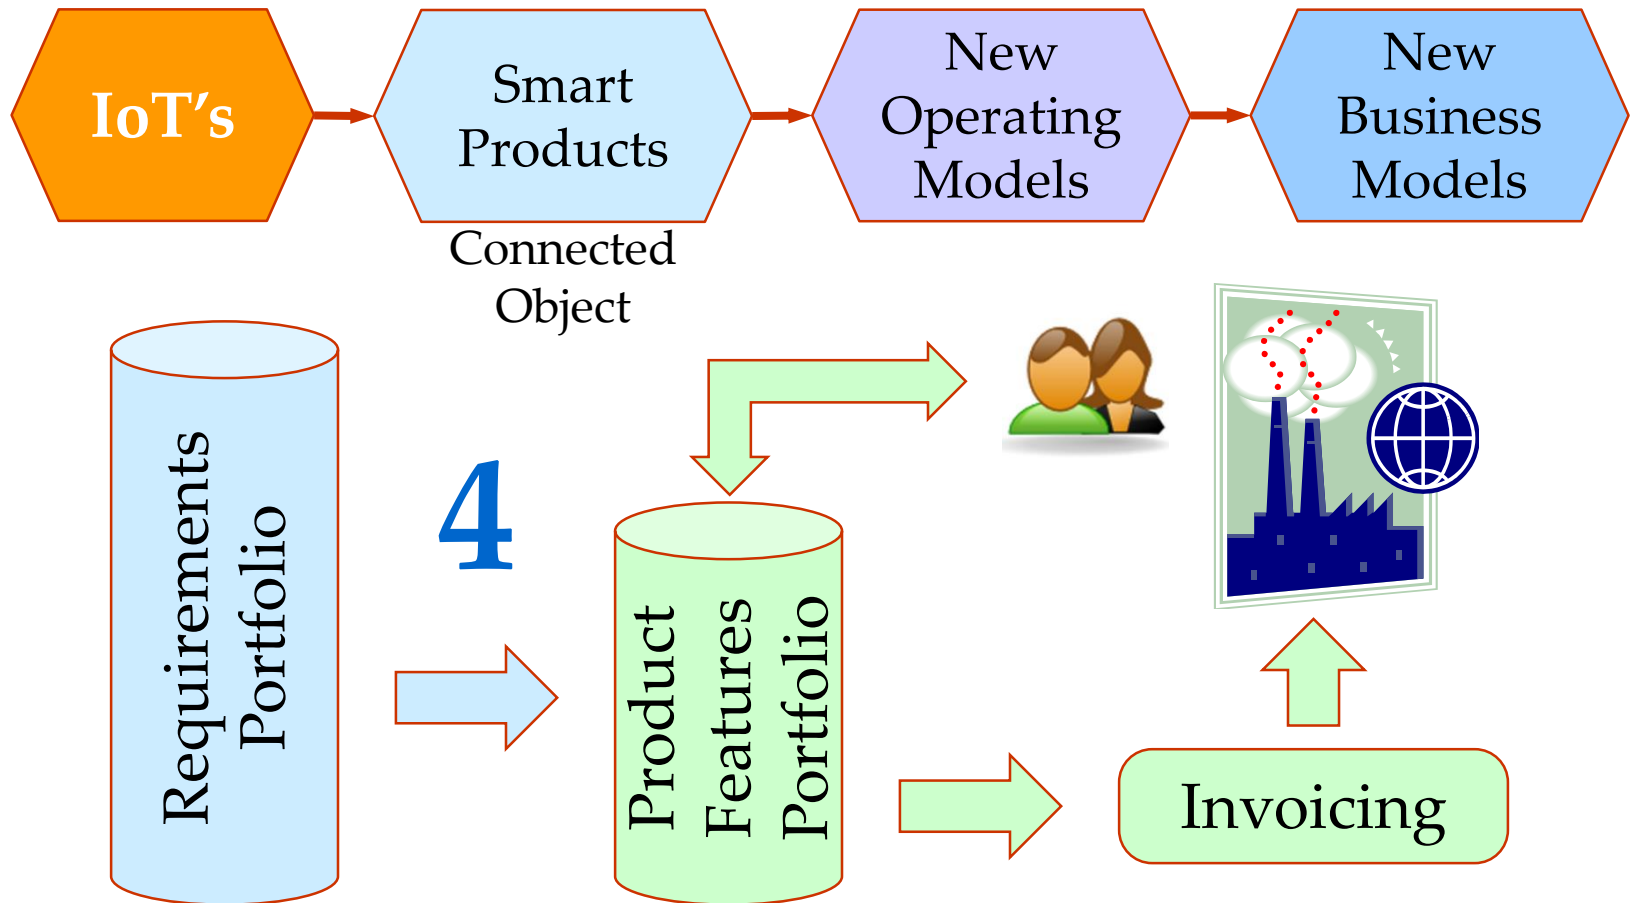 IoT’s
Smart
Products
New
Operating
Models
New
Business
Models
Connected
Object
Requirements
Portfolio
4
Product
Features
Portfolio
Invoicing